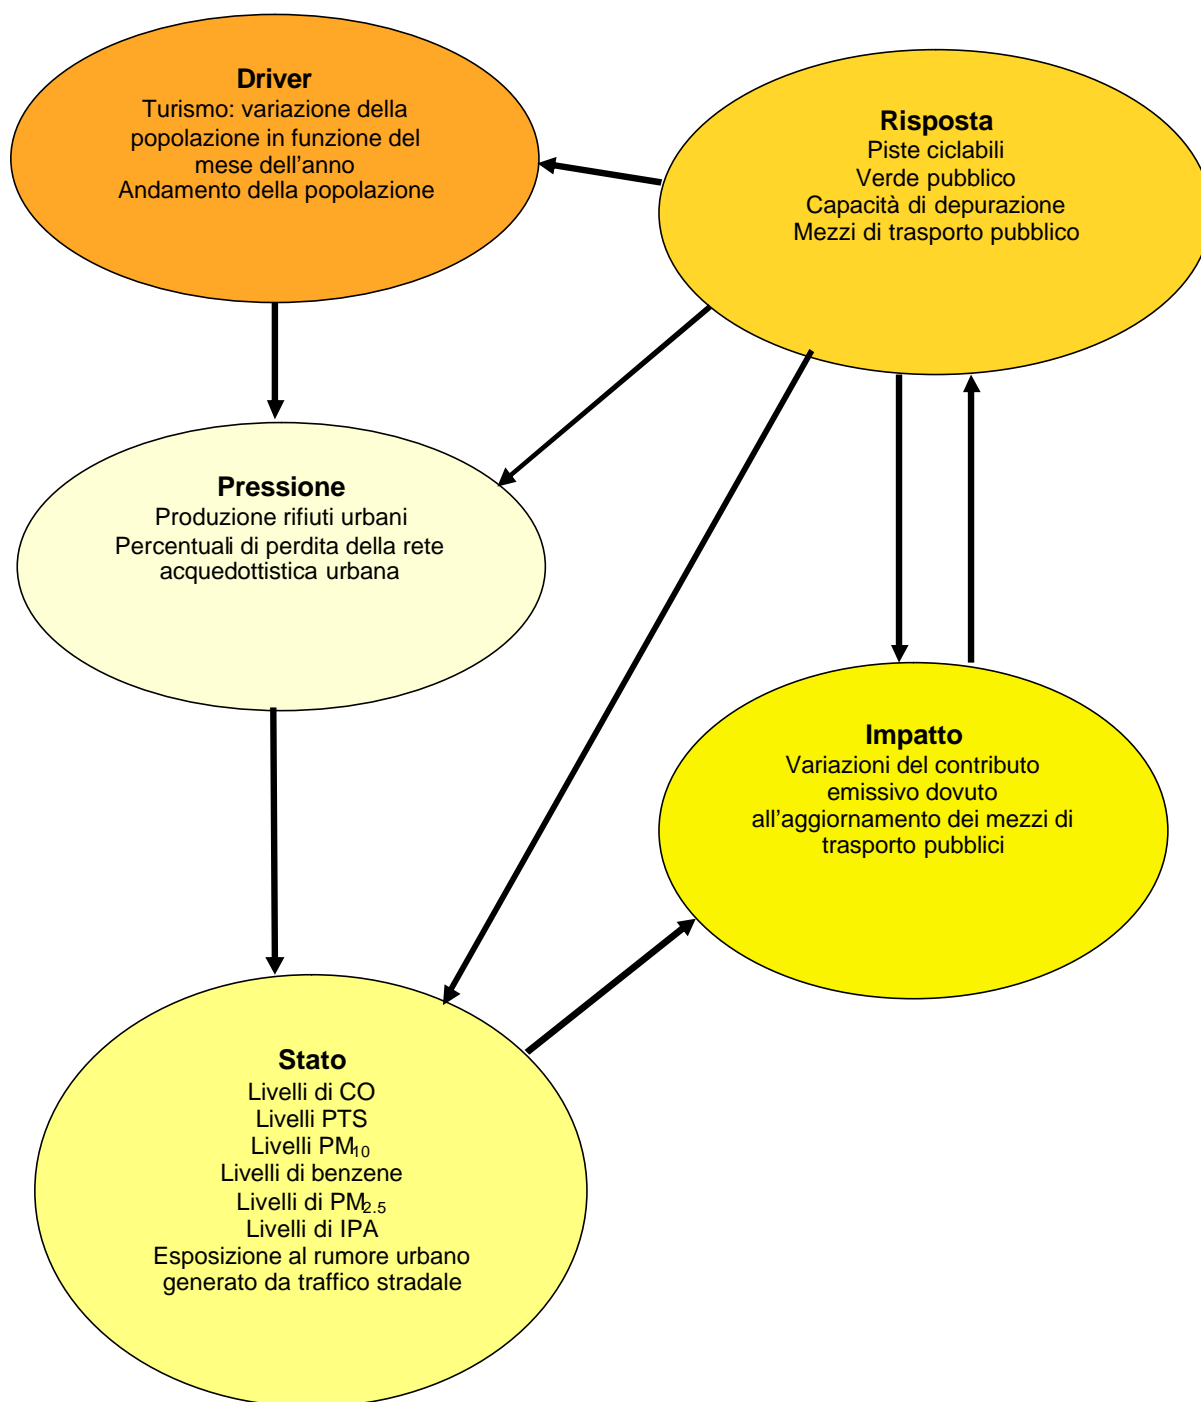 Driver
Turismo: variazione della
popolazione in funzione del
mese dell'anno
Andamento della popolazione
Risposta
Piste ciclabili
Verde pubblico
Capacità di depurazione
Mezzi di trasporto pubblico
Pressione
Produzione rifiuti urbani
Percentuali di perdita della rete
acquedottistica urbana
Impatto
Variazioni del contributo
emissivo dovuto
all'aggiornamento dei mezzi di
trasporto pubblici
Stato
Livelli di CO
Livelli PTS
Livelli PM₁₀
Livelli di benzene
Livelli di PM₂.₅
Livelli di IPA
Esposizione al rumore urbano
generato da traffico stradale